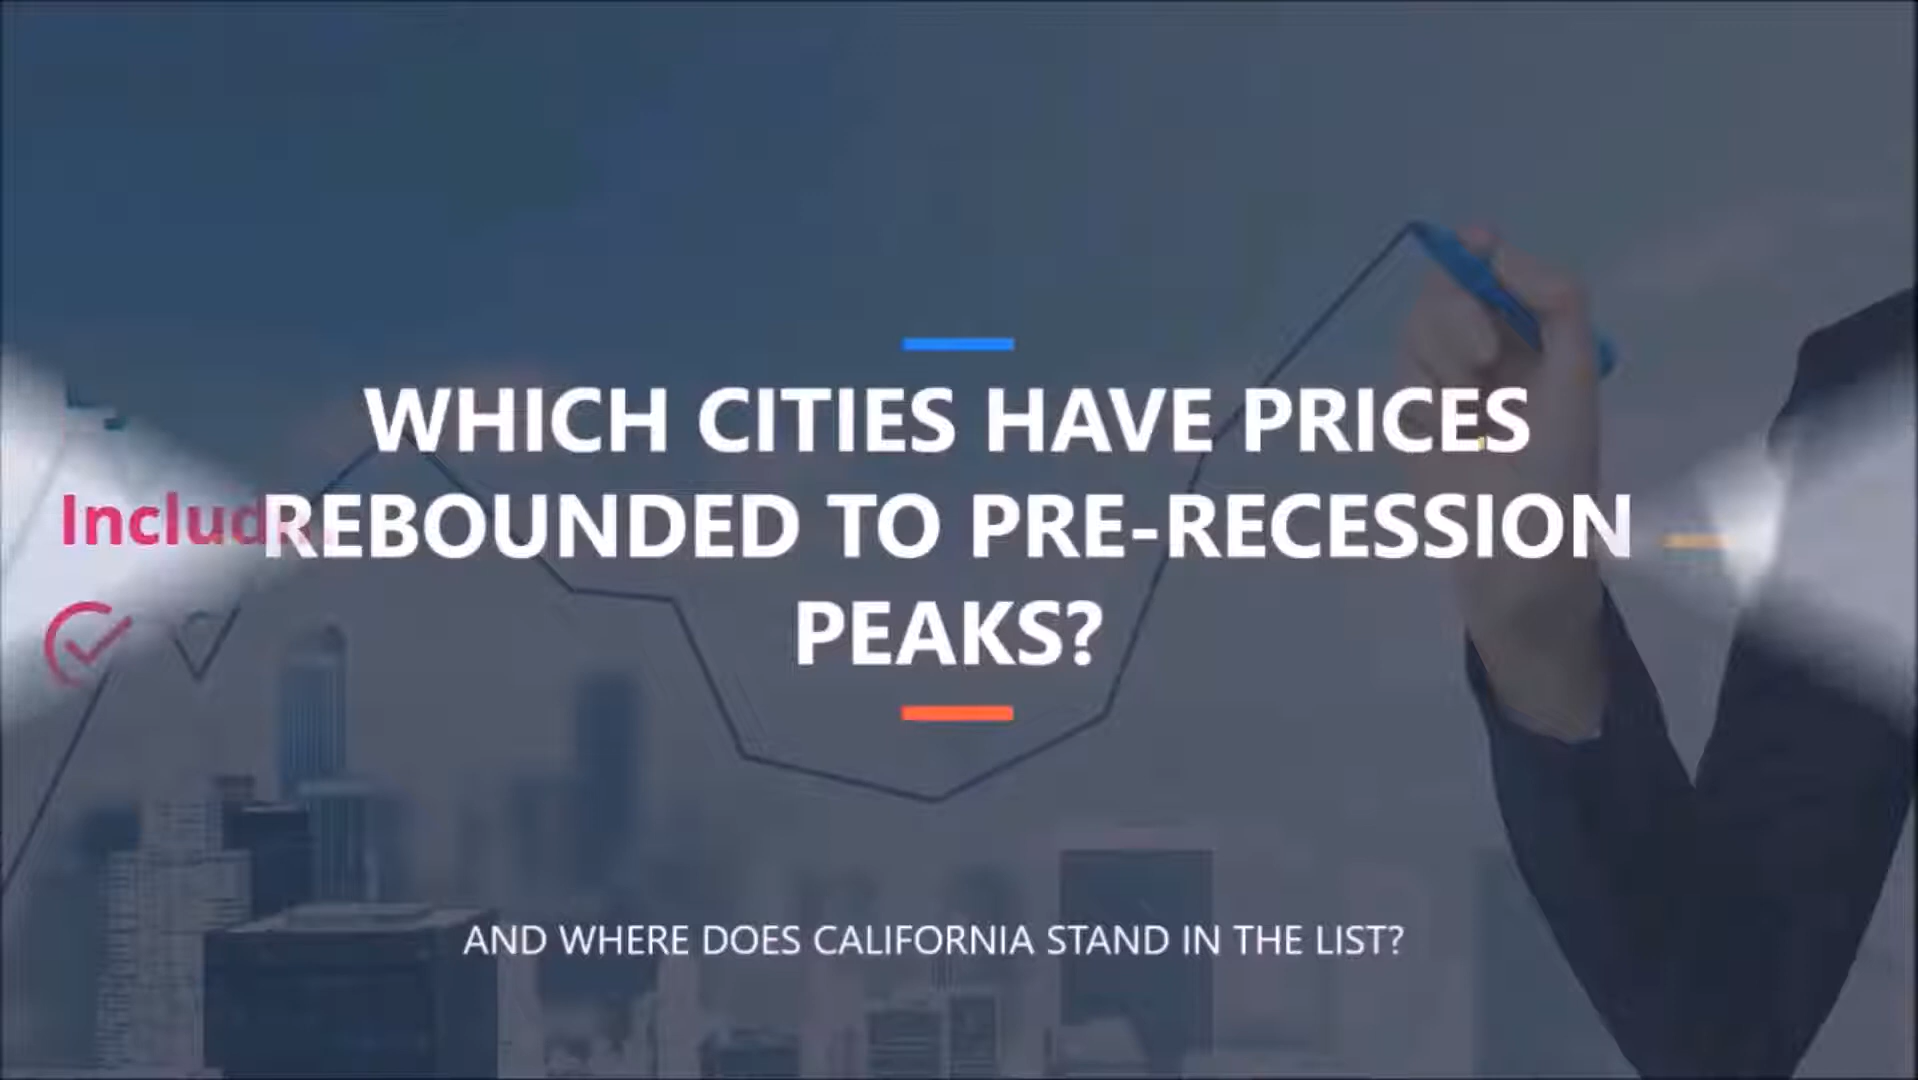 WHICH CITIES HAVE PRICES
REBOUNDED TO PRE-RECESSION
PEAKS?
AND WHERE DOES CALIFORNIA STAND IN THE LIST?